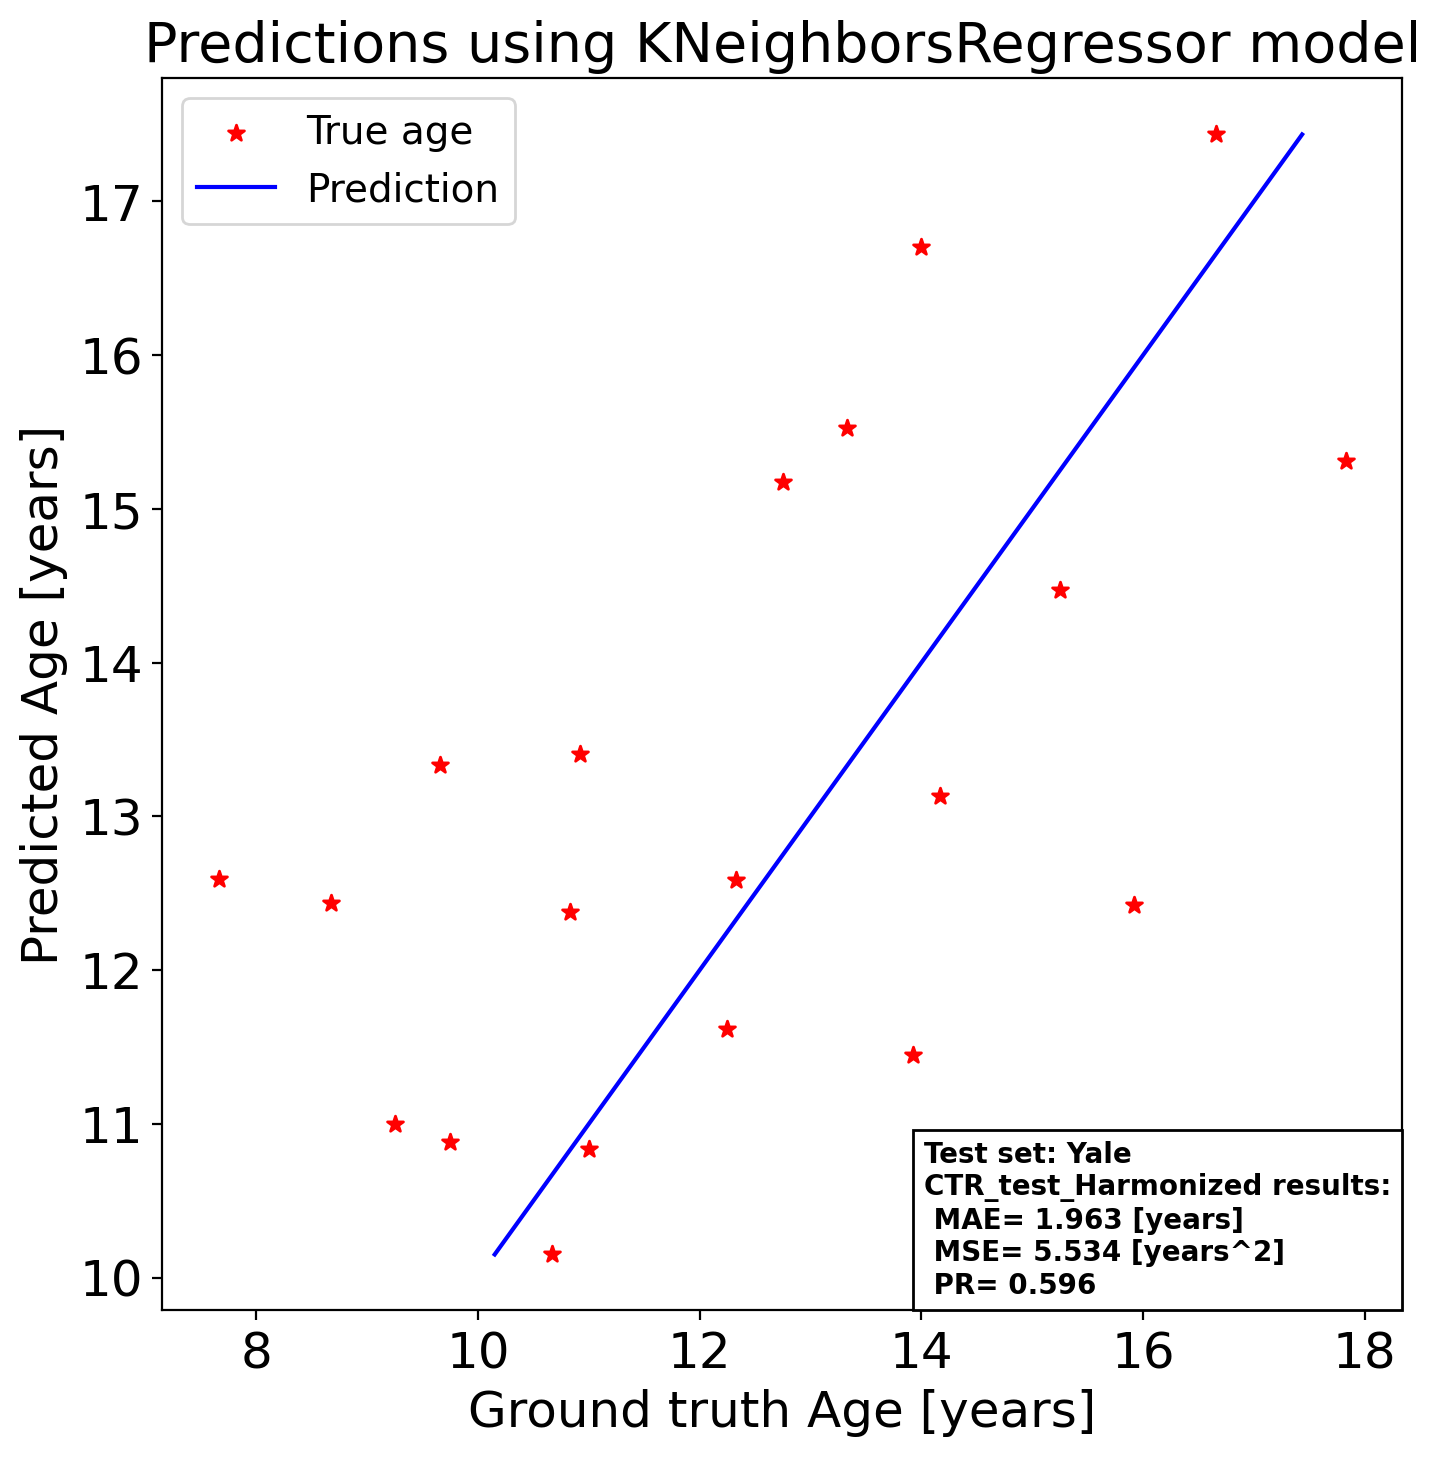 Predictions using KNeighborsRegressor model
True age
Prediction
17
16
15
14
13
12
11
10
Predicted Age [years]
Test set: Yale
CTR_test_Harmonized results:
MAE= 1.963 [years]
MSE= 5.534 [years^2]
PR= 0.596
8 10 12 14 16 18
Ground truth Age [years]